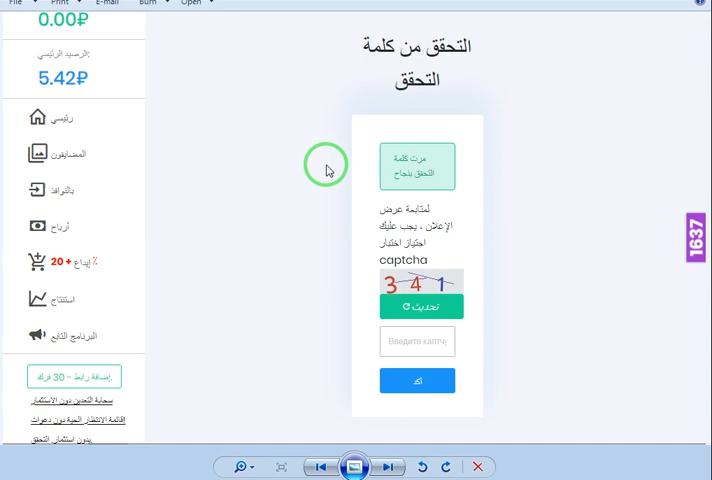 File Print E-mail Burn Open
0.00₽
الرصيد الرئيسي:
5.42₽
رئيسي
المضايقون
بالنوافذ
أرباح
إيداع + 20 ٪
استنتاج
البرنامج التابع
إضافة رابط - 30 فرك.
سحابة التعدين دون الاستثمار
إقالمة الانتظار الحية دون دعوات
بدون استثمار التحقق
التحقق من كلمة
التحقق
مرت كلمة
التحقق بنجاح
لمتابعة عرض
الإعلان ، يجب عليك
اجتياز اختبار
captcha
3 4 1
تحديث
Введите каптчу
أكد
1637